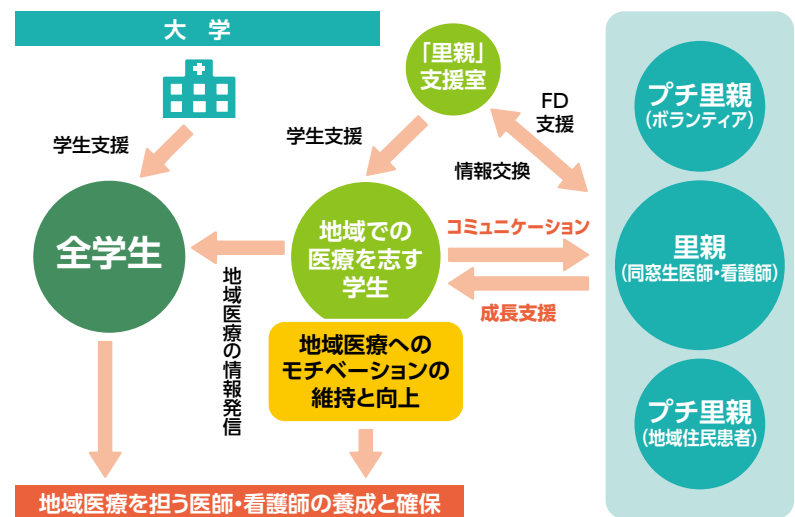 大 学
「里親」
支援室
FD
支援
学生支援
学生支援
情報交換
プチ里親
(ボランティア)
全学生
地域での
医療を志す
学生
コミュニケーション
成長支援
里親
(同窓生医師・看護師)
地域医療の情報発信
地域医療への
モチベーションの
維持と向上
プチ里親
(地域住民患者)
地域医療を担う医師・看護師の養成と確保